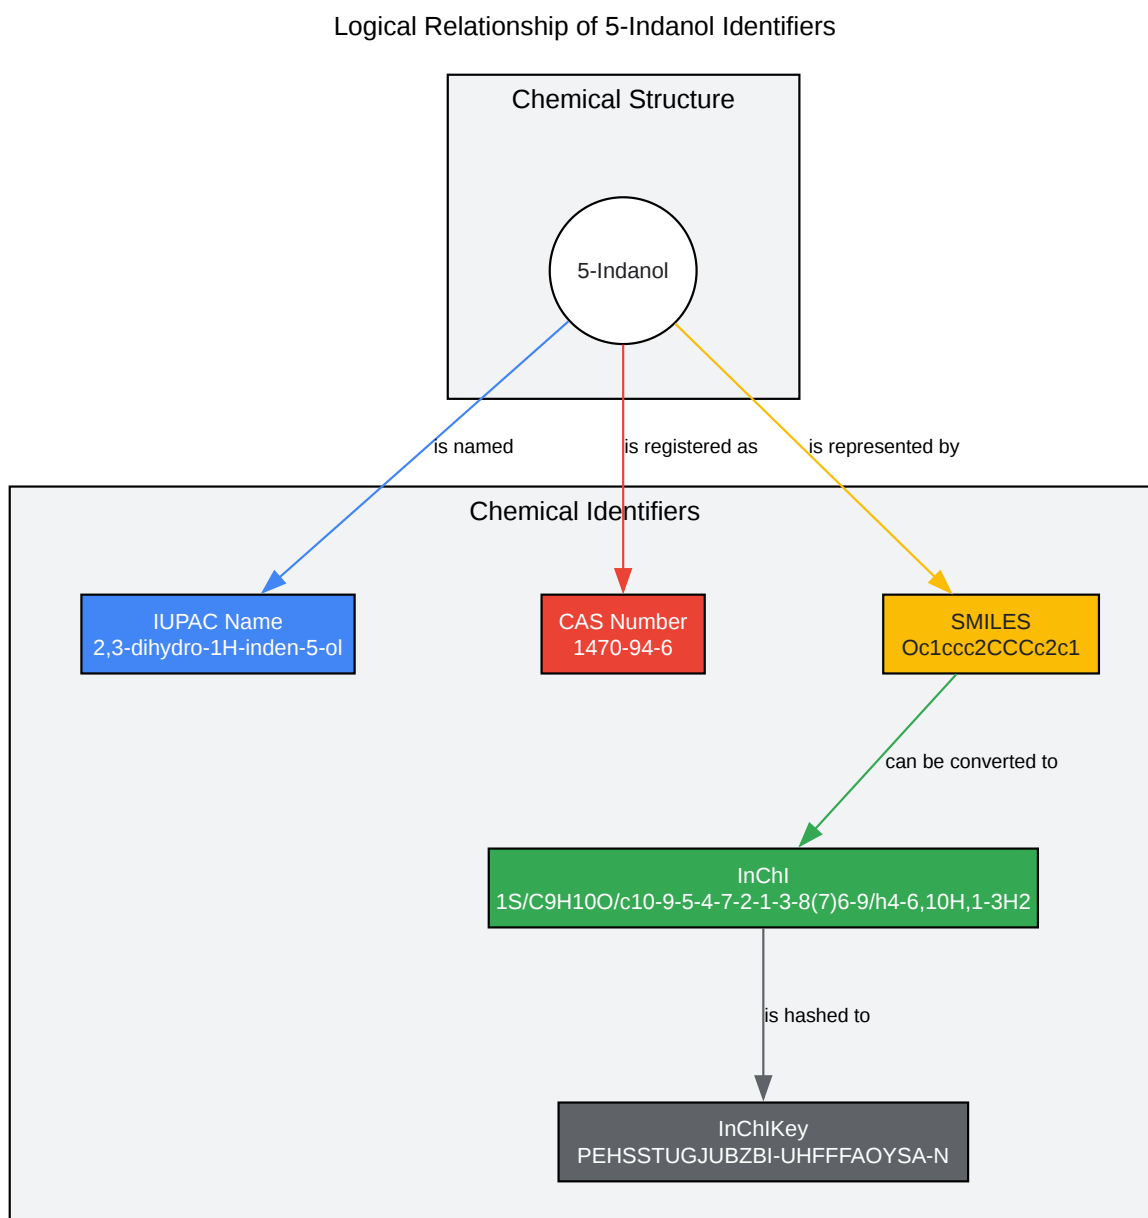 Logical Relationship of 5-Indanol Identifiers
Chemical Structure
5-Indanol
is named
is registered as
is represented by
Chemical Identifiers
IUPAC Name
2,3-dihydro-1H-inden-5-ol
CAS Number
1470-94-6
SMILES
Oc1ccc2CCCc2c1
can be converted to
InChI
1S/C9H10O/c10-9-5-4-7-2-1-3-8(7)6-9/h4-6,10H,1-3H2
is hashed to
InChIKey
PEHSSTUGJUBZBI-UHFFFAOYSA-N